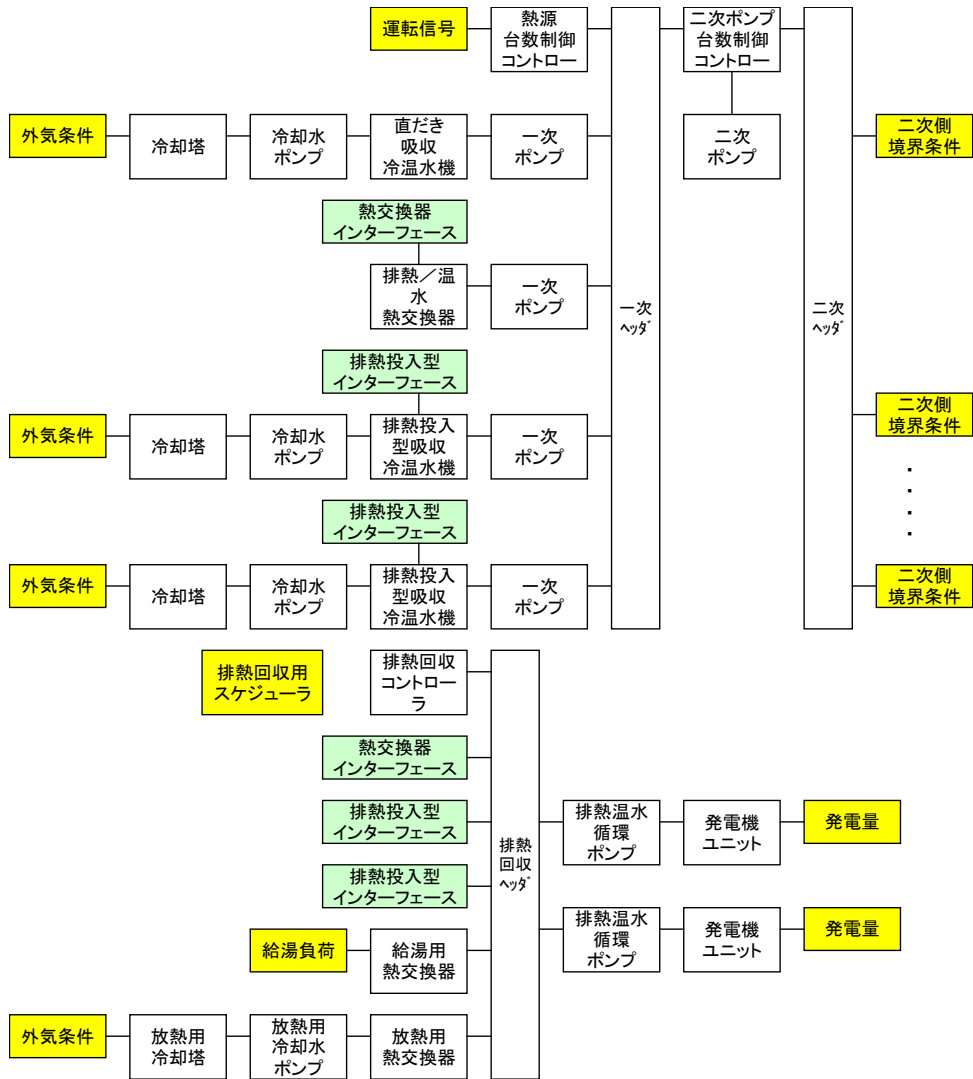 運転信号
熱源
台数制御
コントロー
二次ポンプ
台数制御
コントロー
外気条件
冷却塔
冷却水
ポンプ
直だき
吸収
冷温水機
一次
ポンプ
二次
ポンプ
二次側
境界条件
熱交換器
インターフェース
排熱／温
水
熱交換器
一次
ポンプ
一次
ﾍｯﾀﾞ
二次
ﾍｯﾀﾞ
排熱投入型
インターフェース
外気条件
冷却塔
冷却水
ポンプ
排熱投入
型吸収
冷温水機
一次
ポンプ
二次側
境界条件
・
・
・
・
排熱投入型
インターフェース
外気条件
冷却塔
冷却水
ポンプ
排熱投入
型吸収
冷温水機
一次
ポンプ
二次側
境界条件
排熱回収用
スケジューラ
排熱回収
コントロー
ラ
熱交換器
インターフェース
排熱投入型
インターフェース
排熱投入型
インターフェース
排熱
回収
ﾍｯﾀﾞ
排熱温水
循環
ポンプ
発電機
ユニット
発電量
排熱温水
循環
ポンプ
発電機
ユニット
発電量
給湯負荷
給湯用
熱交換器
外気条件
放熱用
冷却塔
放熱用
冷却水
ポンプ
放熱用
熱交換器